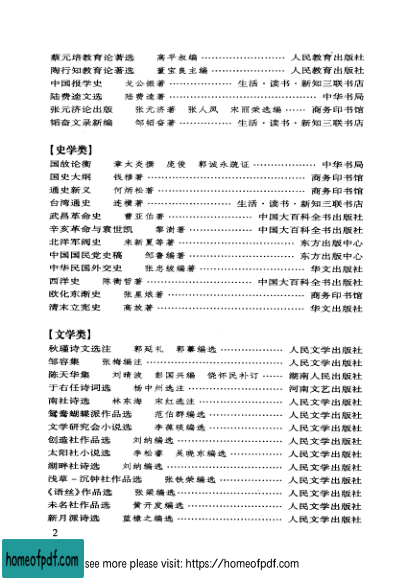 蔡元培教育论著选 高平叔编 人民教育出版社
陶行知教育论著选 董宝良主编 人民教育出版社
中国报学史 戈公振著 生活·读书·新知三联书店
陆费逵文选 陆费逵著 中华书局
张元济论出版 张元济著 张人凤 宋丽荣选编 商务印书馆
韬奋文录新编 邹韬奋著 生活·读书·新知三联书店
【史学类】
国故论衡 章太炎撰 庞俊 郭诚永疏证 中华书局
国史大纲 钱穆著 商务印书馆
通史新义 何炳松著 商务印书馆
台湾通史 连横著 生活·读书·新知三联书店
武昌革命史 曹亚伯著 中国大百科全书出版社
辛亥革命与袁世凯 黎澍著 中国大百科全书出版社
北洋军阀史 来新夏等著 东方出版中心
中国国民党史稿 邹鲁编著 东方出版中心
中华民国外交史 张忠绂编著 华文出版社
西洋史 陈衡哲著 中国大百科全书出版社
欧化东渐史 张星烺著 商务印书馆
清末立宪史 高放著 华文出版社
【文学类】
秋瑾诗文选注 郭延礼 郭蓁编选 人民文学出版社
邹容集 张梅编注 人民文学出版社
陈天华集 刘晴波 彭国兴编 饶怀民补订 湖南人民出版社
于右任诗词选 杨中州选注 河南文艺出版社
南社诗选 林东海 宋红选注 人民文学出版社
鸳鸯蝴蝶派作品选 范伯群编选 人民文学出版社
文学研究会小说选 李葆琰编选 人民文学出版社
创造社作品选 刘纳编选 人民文学出版社
太阳社小说选 李松睿 吴晓东编选 人民文学出版社
湖畔社诗选 刘纳编选 人民文学出版社
浅草-沉钟社作品选 张铁荣编选 人民文学出版社
《语丝》作品选 张梁编选 人民文学出版社
未名社作品选 黄开发编选 人民文学出版社
新月派诗选 蓝棣之编选 人民文学出版社
2
homeofpdf.com
see more please visit: https://homeofpdf.com